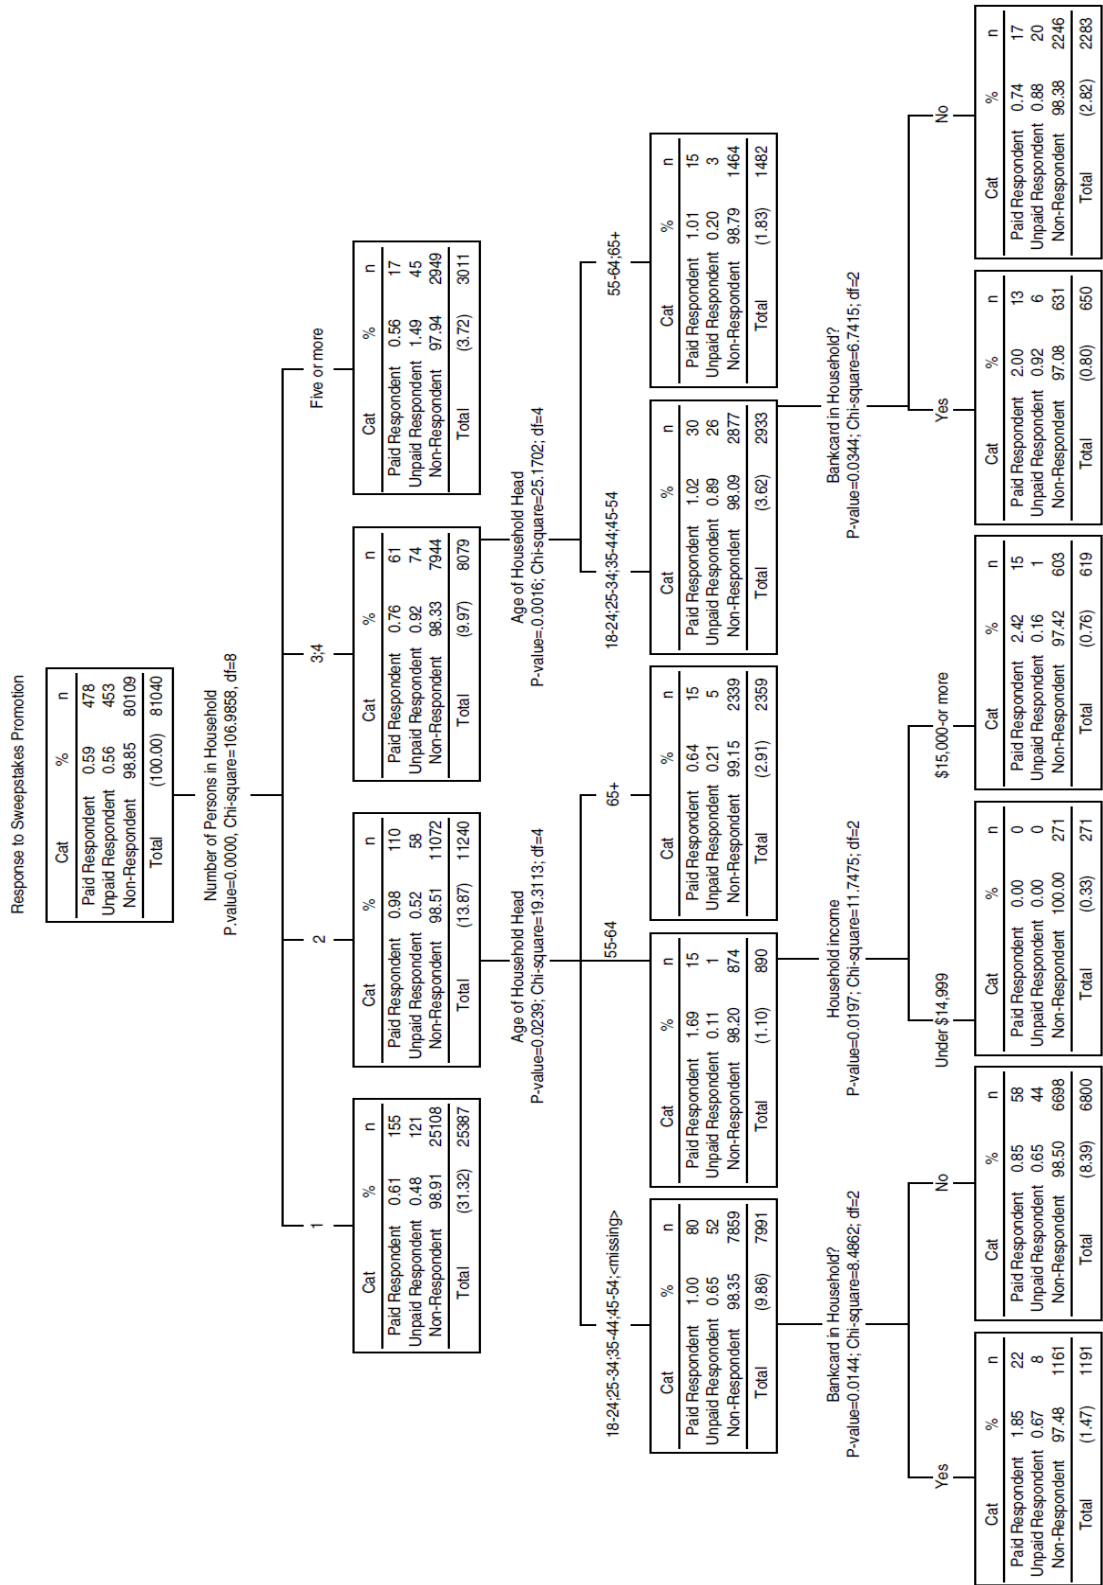 Response to Sweepstakes Promotion
Cat % n
Paid Respondent 0.59 478
Unpaid Respondent 0.56 453
Non-Respondent 98.85 80109
Total (100.00) 81040
Number of Persons in Household
P.value=0.0000, Chi-square=106.9858, df=8
1
2
3;4
Five or more
Cat % n
Paid Respondent 0.61 155
Unpaid Respondent 0.48 121
Non-Respondent 98.91 25108
Total (31.32) 25387
Cat % n
Paid Respondent 0.98 110
Unpaid Respondent 0.52 58
Non-Respondent 98.51 11072
Total (13.87) 11240
Cat % n
Paid Respondent 0.76 61
Unpaid Respondent 0.92 74
Non-Respondent 98.33 7944
Total (9.97) 8079
Cat % n
Paid Respondent 0.56 17
Unpaid Respondent 1.49 45
Non-Respondent 97.94 2949
Total (3.72) 3011
Age of Household Head
P-value=0.0239; Chi-square=19.3113; df=4
Age of Household Head
P-value=.0016; Chi-square=25.1702; df=4
18-24;25-34;35-44;45-54;<missing>
55-64
65+
18-24;25-34;35-44;45-54
55-64;65+
Cat % n
Paid Respondent 1.00 80
Unpaid Respondent 0.65 52
Non-Respondent 98.35 7859
Total (9.86) 7991
Cat % n
Paid Respondent 1.69 15
Unpaid Respondent 0.11 1
Non-Respondent 98.20 874
Total (1.10) 890
Cat % n
Paid Respondent 0.64 15
Unpaid Respondent 0.21 5
Non-Respondent 99.15 2339
Total (2.91) 2359
Cat % n
Paid Respondent 1.02 30
Unpaid Respondent 0.89 26
Non-Respondent 98.09 2877
Total (3.62) 2933
Cat % n
Paid Respondent 1.01 15
Unpaid Respondent 0.20 3
Non-Respondent 98.79 1464
Total (1.83) 1482
Bankcard in Household?
P-value=0.0144; Chi-square=8.4862; df=2
Household income
P-value=0.0197; Chi-square=11.7475; df=2
Bankcard in Household?
P-value=0.0344; Chi-square=6.7415; df=2
Yes
No
Under $14,999
$15,000-or more
Yes
No
Cat % n
Paid Respondent 1.85 22
Unpaid Respondent 0.67 8
Non-Respondent 97.48 1161
Total (1.47) 1191
Cat % n
Paid Respondent 0.85 58
Unpaid Respondent 0.65 44
Non-Respondent 98.50 6698
Total (8.39) 6800
Cat % n
Paid Respondent 0.00 0
Unpaid Respondent 0.00 0
Non-Respondent 100.00 271
Total (0.33) 271
Cat % n
Paid Respondent 2.42 15
Unpaid Respondent 0.16 1
Non-Respondent 97.42 603
Total (0.76) 619
Cat % n
Paid Respondent 2.00 13
Unpaid Respondent 0.92 6
Non-Respondent 97.08 631
Total (0.80) 650
Cat % n
Paid Respondent 0.74 17
Unpaid Respondent 0.88 20
Non-Respondent 98.38 2246
Total (2.82) 2283